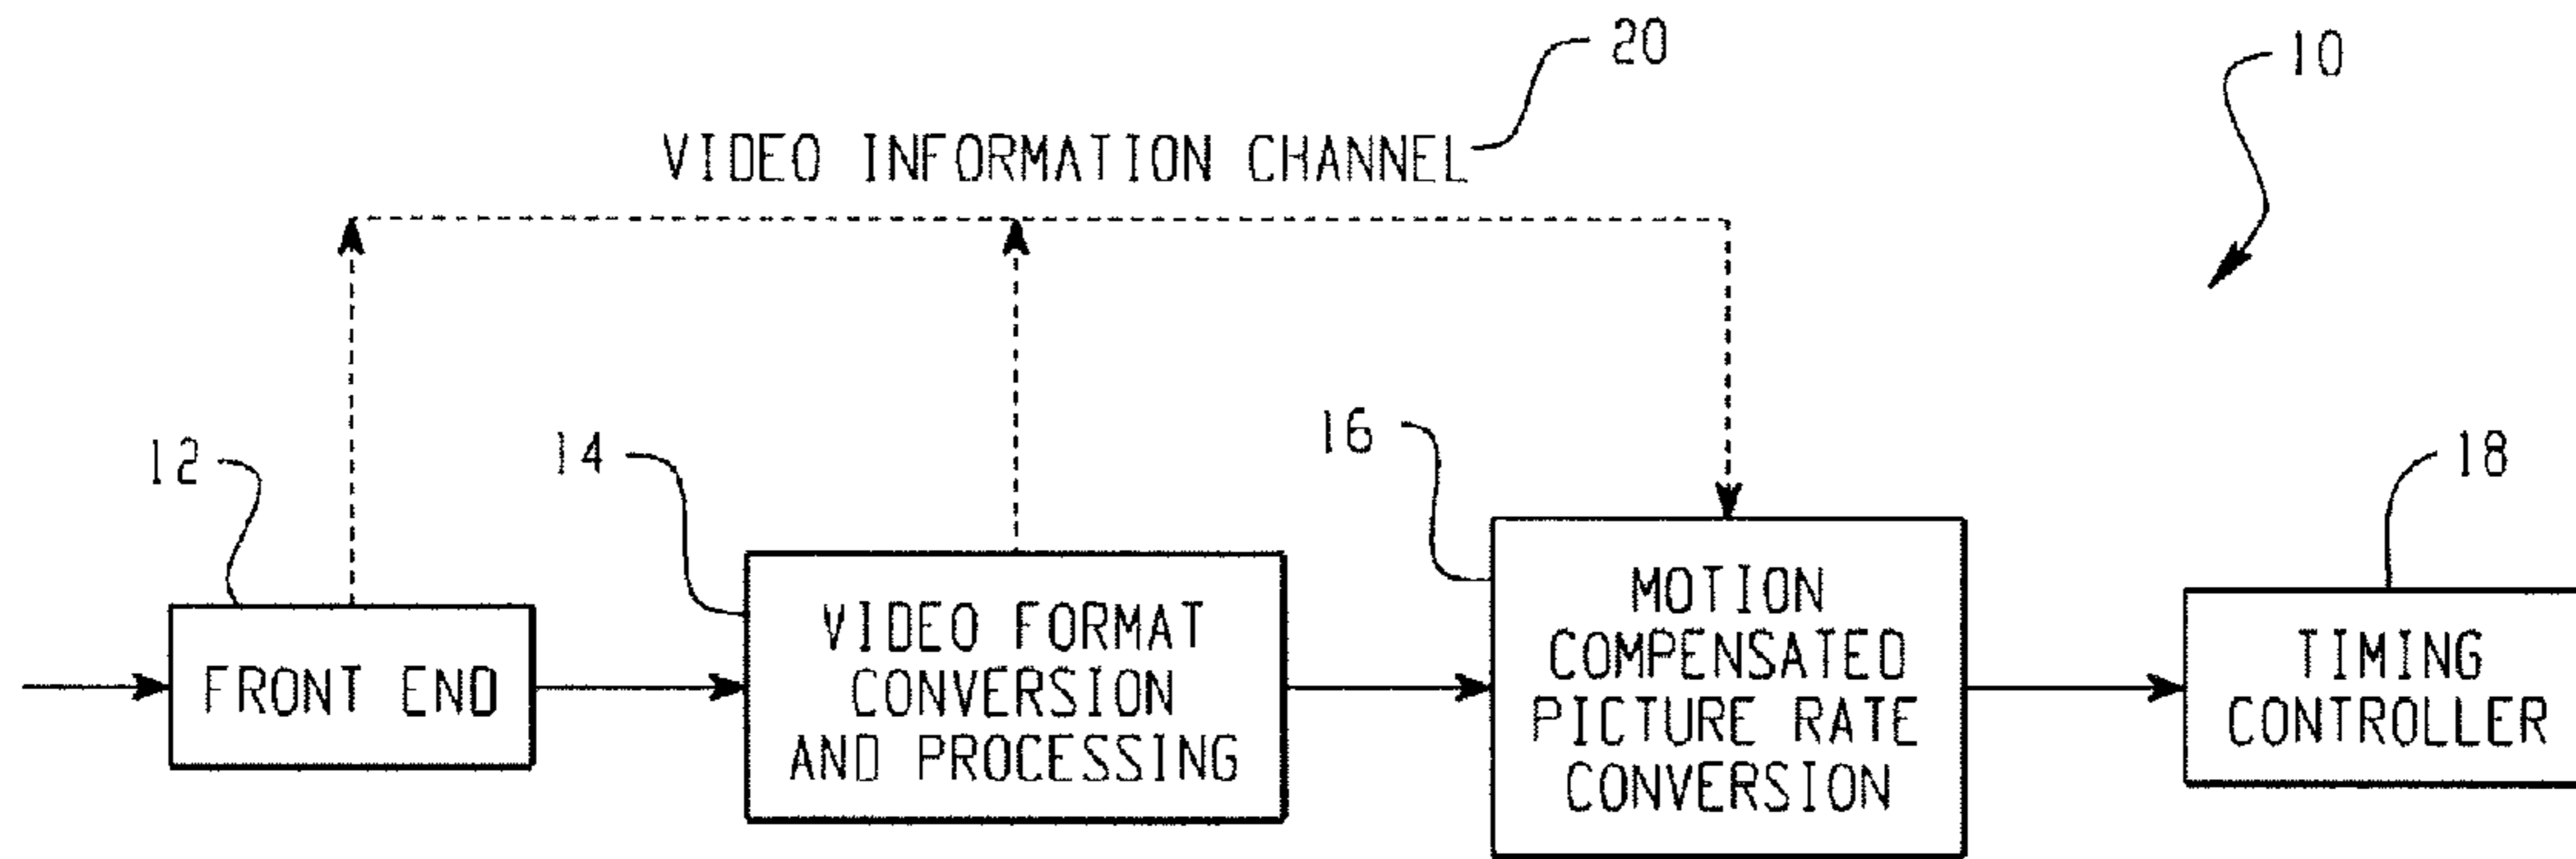 20
10
VIDEO INFORMATION CHANNEL
12
14
16
18
FRONT END
VIDEO FORMAT
CONVERSION
AND PROCESSING
MOTION
COMPENSATED
PICTURE RATE
CONVERSION
TIMING
CONTROLLER